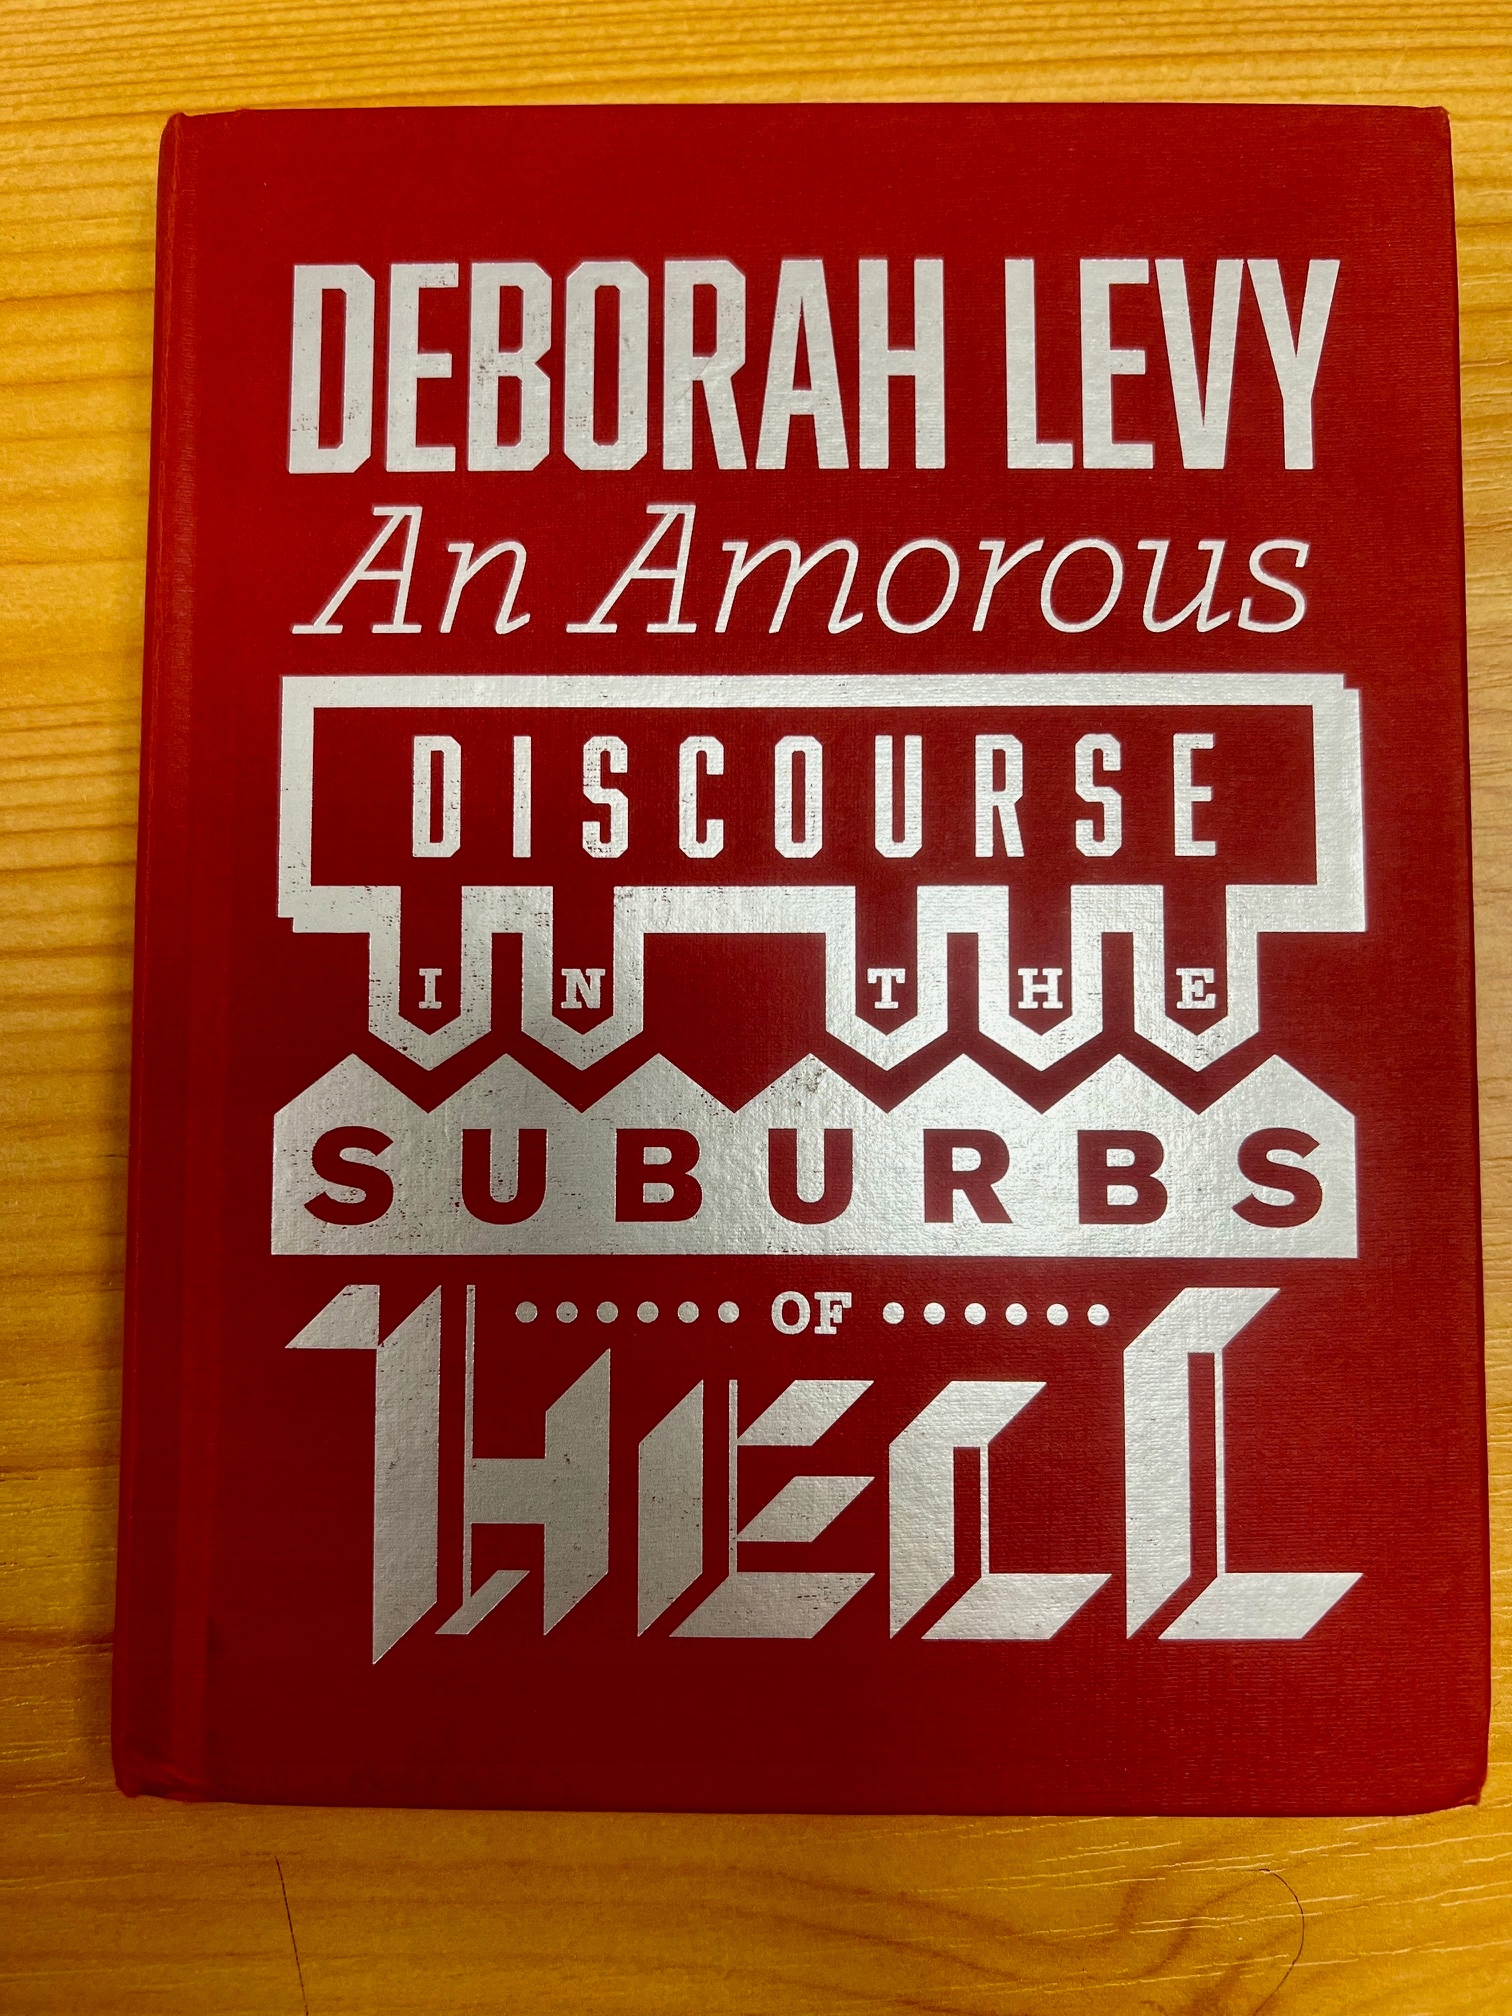 DEBORAH LEVY
An Amorous
DISCOURSE
IN THE
SUBURBS
OF
HELL